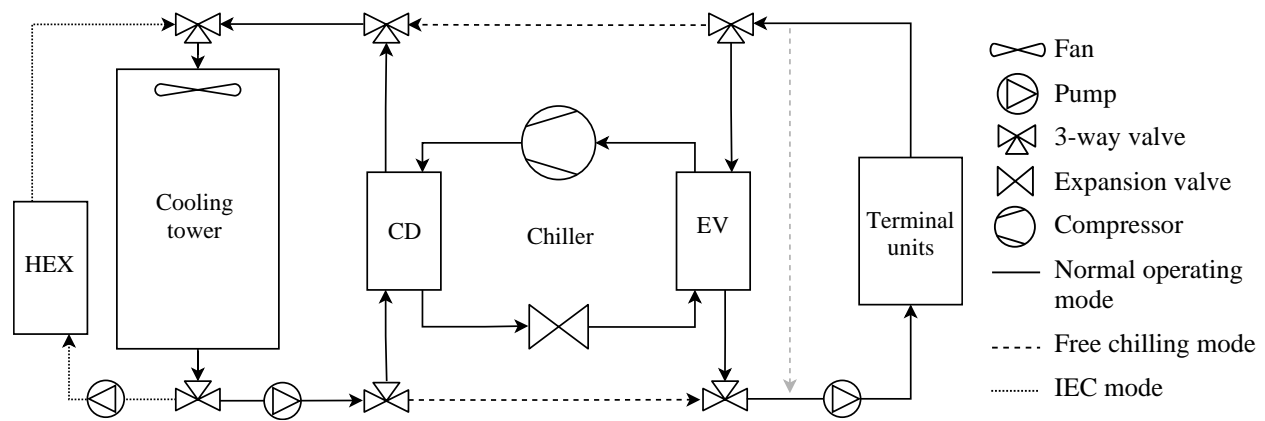 HEX
Cooling
tower
CD
Chiller
EV
Terminal
units
Fan
Pump
3-way valve
Expansion valve
Compressor
Normal operating
mode
Free chilling mode
IEC mode